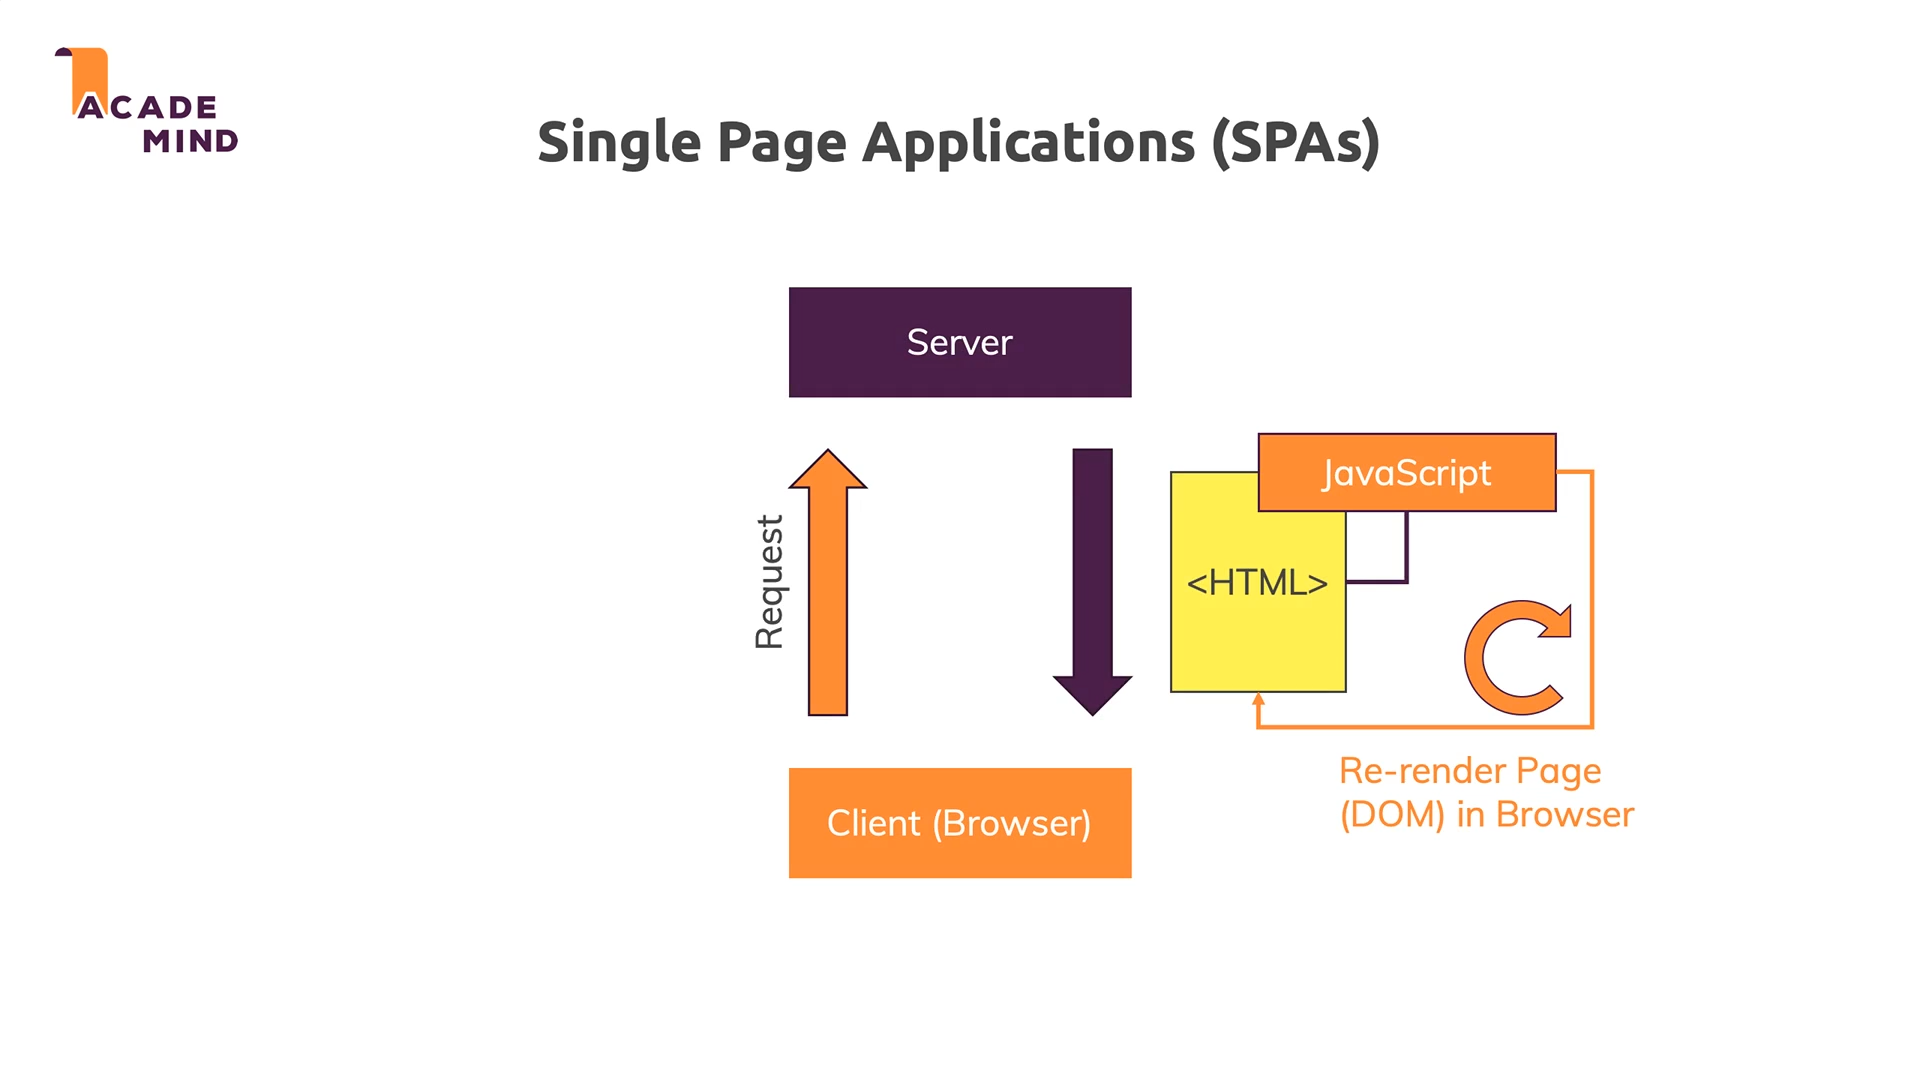 ACADE
MIND
Single Page Applications (SPAs)
Server
JavaScript
<HTML>
Request
Re-render Page
(DOM) in Browser
Client (Browser)